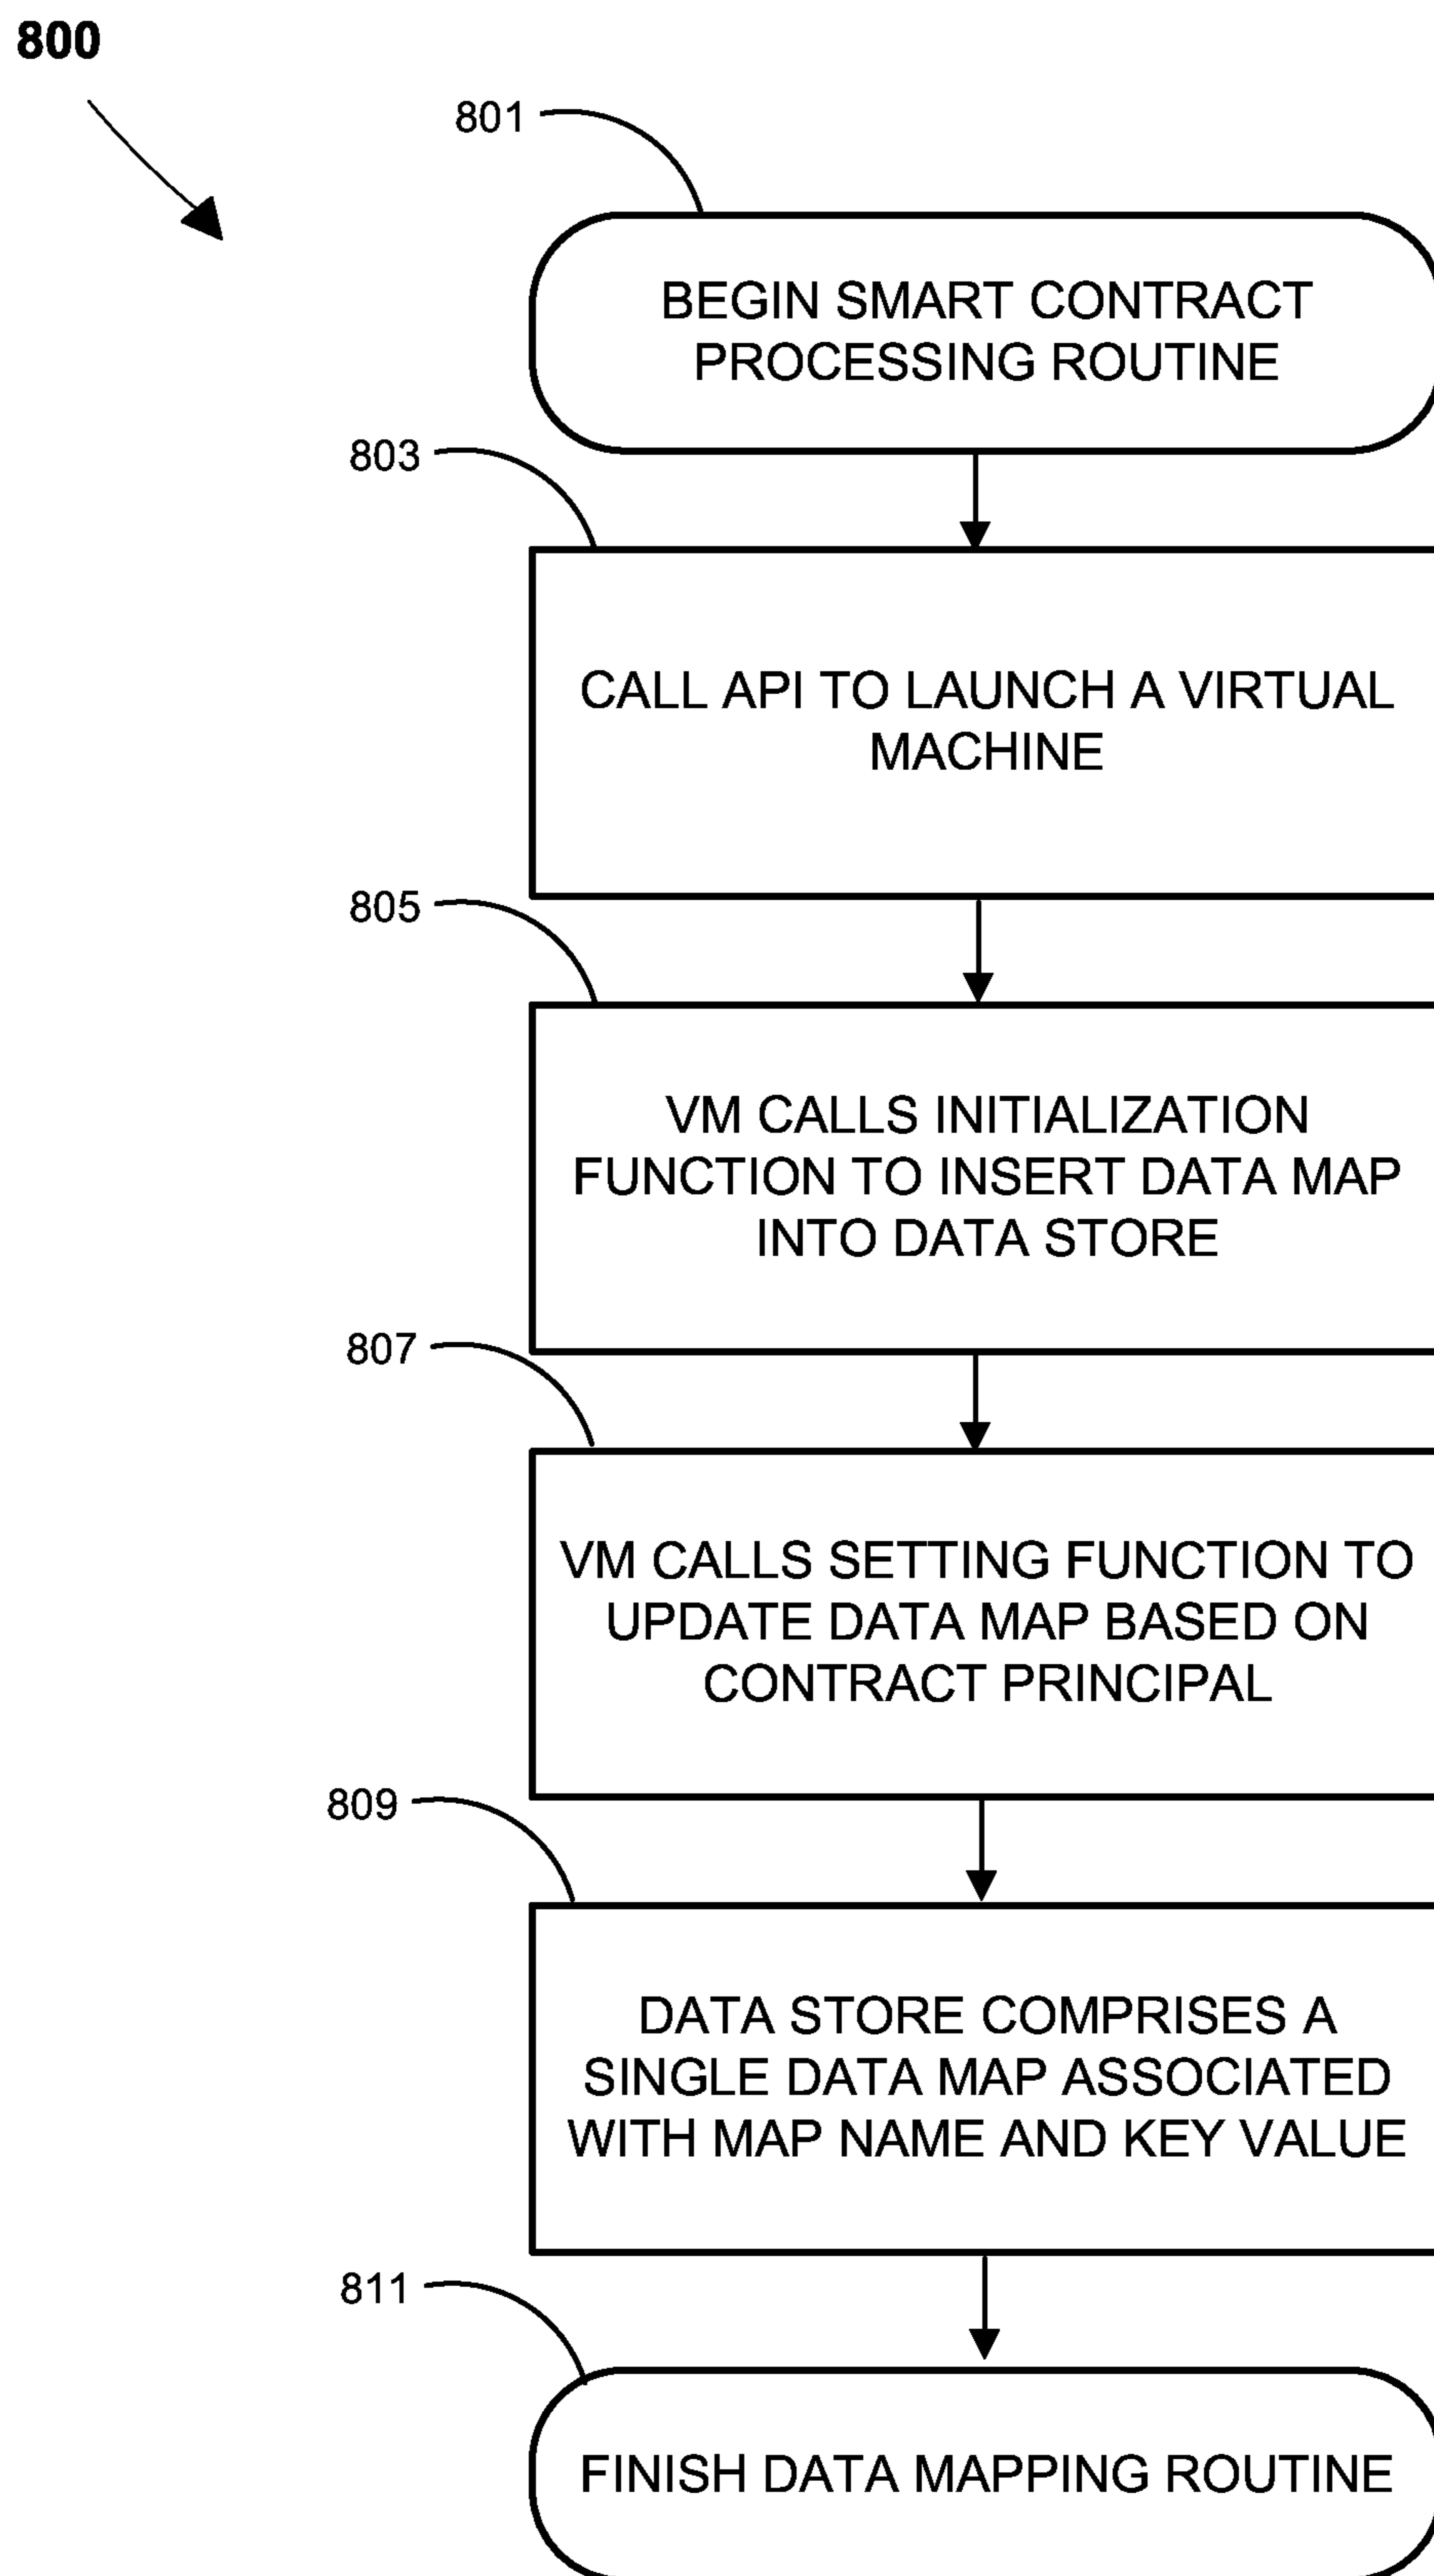 800
801
BEGIN SMART CONTRACT
PROCESSING ROUTINE
803
CALL API TO LAUNCH A VIRTUAL
MACHINE
805
VM CALLS INITIALIZATION
FUNCTION TO INSERT DATA MAP
INTO DATA STORE
807
VM CALLS SETTING FUNCTION TO
UPDATE DATA MAP BASED ON
CONTRACT PRINCIPAL
809
DATA STORE COMPRISES A
SINGLE DATA MAP ASSOCIATED
WITH MAP NAME AND KEY VALUE
811
FINISH DATA MAPPING ROUTINE